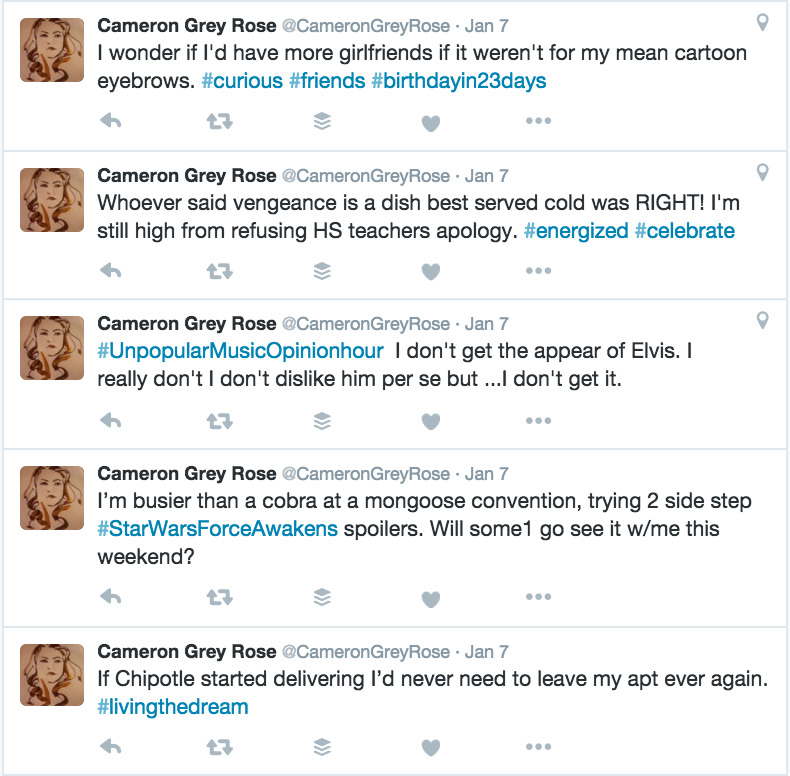 Cameron Grey Rose @CameronGreyRose · Jan 7
I wonder if I'd have more girlfriends if it weren't for my mean cartoon
eyebrows. #curious #friends #birthdayin23days
Cameron Grey Rose @CameronGreyRose · Jan 7
Whoever said vengeance is a dish best served cold was RIGHT! I'm
still high from refusing HS teachers apology. #energized #celebrate
Cameron Grey Rose @CameronGreyRose · Jan 7
#UnpopularMusicOpinionhour I don't get the appear of Elvis. I
really don't I don't dislike him per se but ...I don't get it.
Cameron Grey Rose @CameronGreyRose · Jan 7
I’m busier than a cobra at a mongoose convention, trying 2 side step
#StarWarsForceAwakens spoilers. Will some1 go see it w/me this
weekend?
Cameron Grey Rose @CameronGreyRose · Jan 7
If Chipotle started delivering I’d never need to leave my apt ever again.
#livingthedream